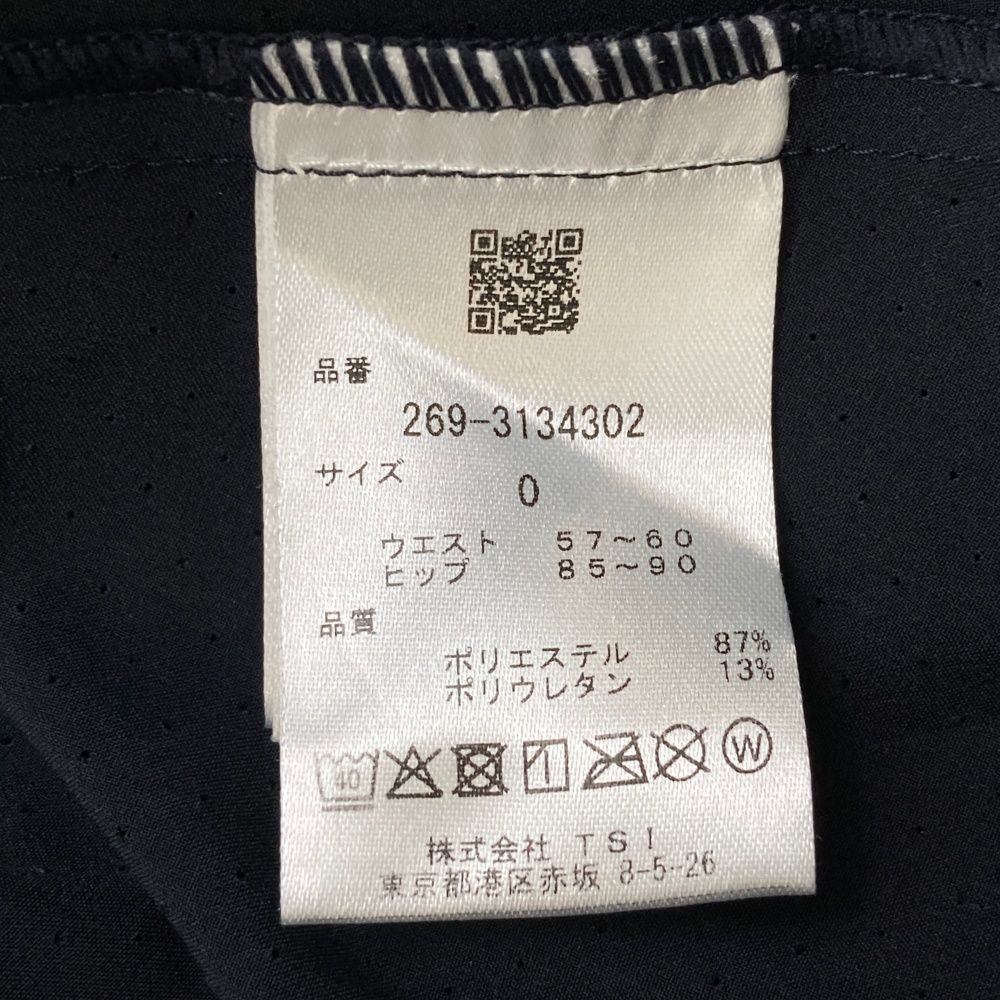 品番
269-3134302
サイズ 0
ウエスト 57~60
ヒップ 85~90
品質
ポリエステル 87%
ポリウレタン 13%
40 W
株式会社 TSI
東京都港区赤坂 8-5-26